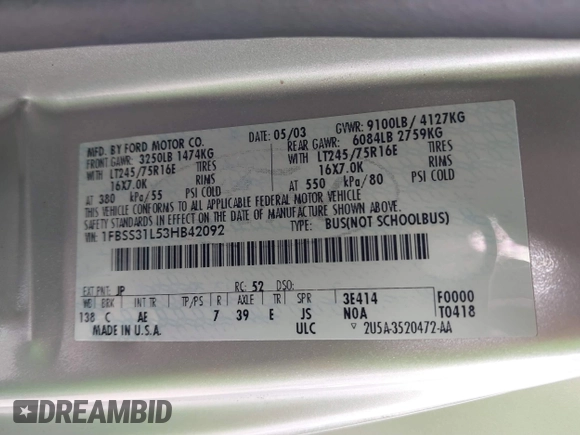 MFD. BY FORD MOTOR CO.
DATE: 05/03
GVWR: 9100LB/ 4127KG
FRONT GAWR: 3250LB 1474KG
REAR GAWR: 6084LB 2759KG
WITH LT245/75R16E TIRES
WITH LT245/75R16E TIRES
16X7.0K RIMS
16X7.0K RIMS
AT 380 kPa/55 PSI COLD
AT 550 kPa/80 PSI COLD
THIS VEHICLE CONFORMS TO ALL APPLICABLE FEDERAL MOTOR VEHICLE
SAFETY AND THEFT PREVENTION STANDARDS IN EFFECT ON THE DATE OF
MANUFACTURE SHOWN ABOVE.
VIN: 1FBSS31L53HB42092
TYPE: BUS(NOT SCHOOLBUS)
EXT PNT: JP
RC: 52 DSO:
WB BRK INT TR TP/PS R AXLE TR SPR
3E414
F0000
138 C AE 7 39 E JS
N0A
T0418
MADE IN U.S.A.
ULC
▽ 2U5A-3520472-AA
DREAMBID